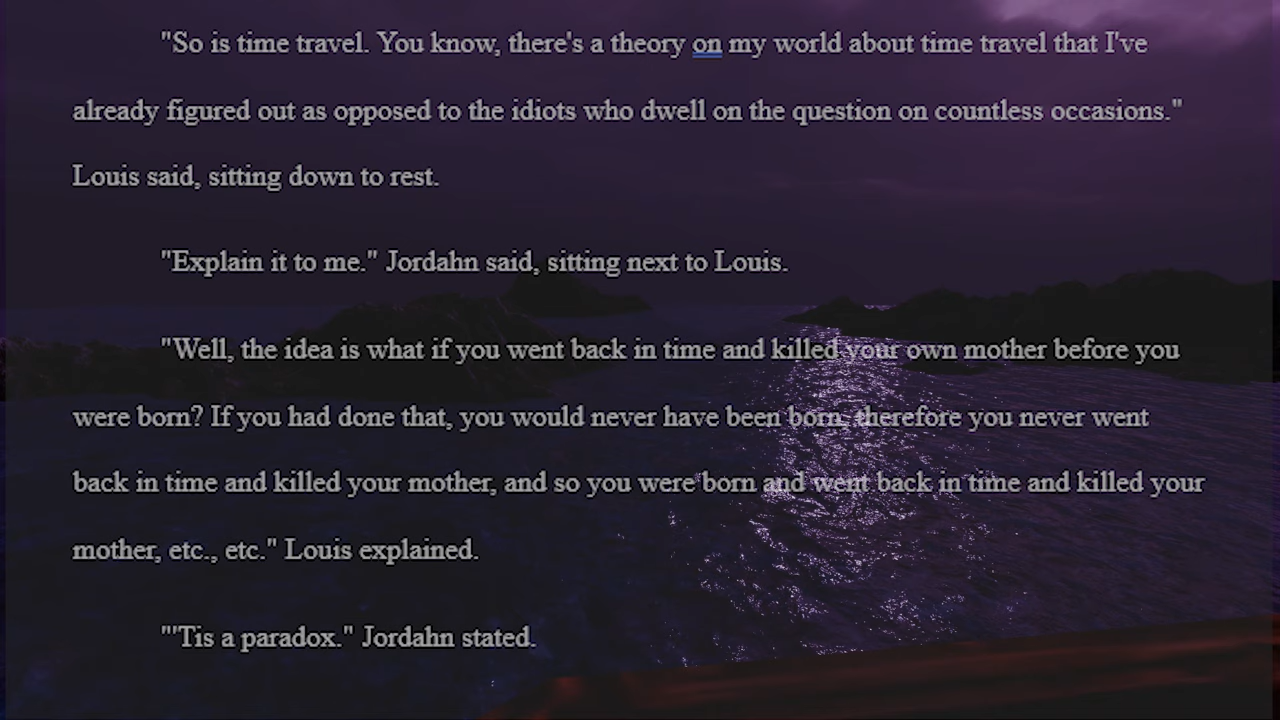 "So is time travel. You know, there's a theory on my world about time travel that I've
already figured out as opposed to the idiots who dwell on the question on countless occasions."
Louis said, sitting down to rest.
"Explain it to me." Jordahn said, sitting next to Louis.
"Well, the idea is what if you went back in time and killed your own mother before you
were born? If you had done that, you would never have been born, therefore you never went
back in time and killed your mother, and so you were born and went back in time and killed your
mother, etc., etc." Louis explained.
"'Tis a paradox." Jordahn stated.